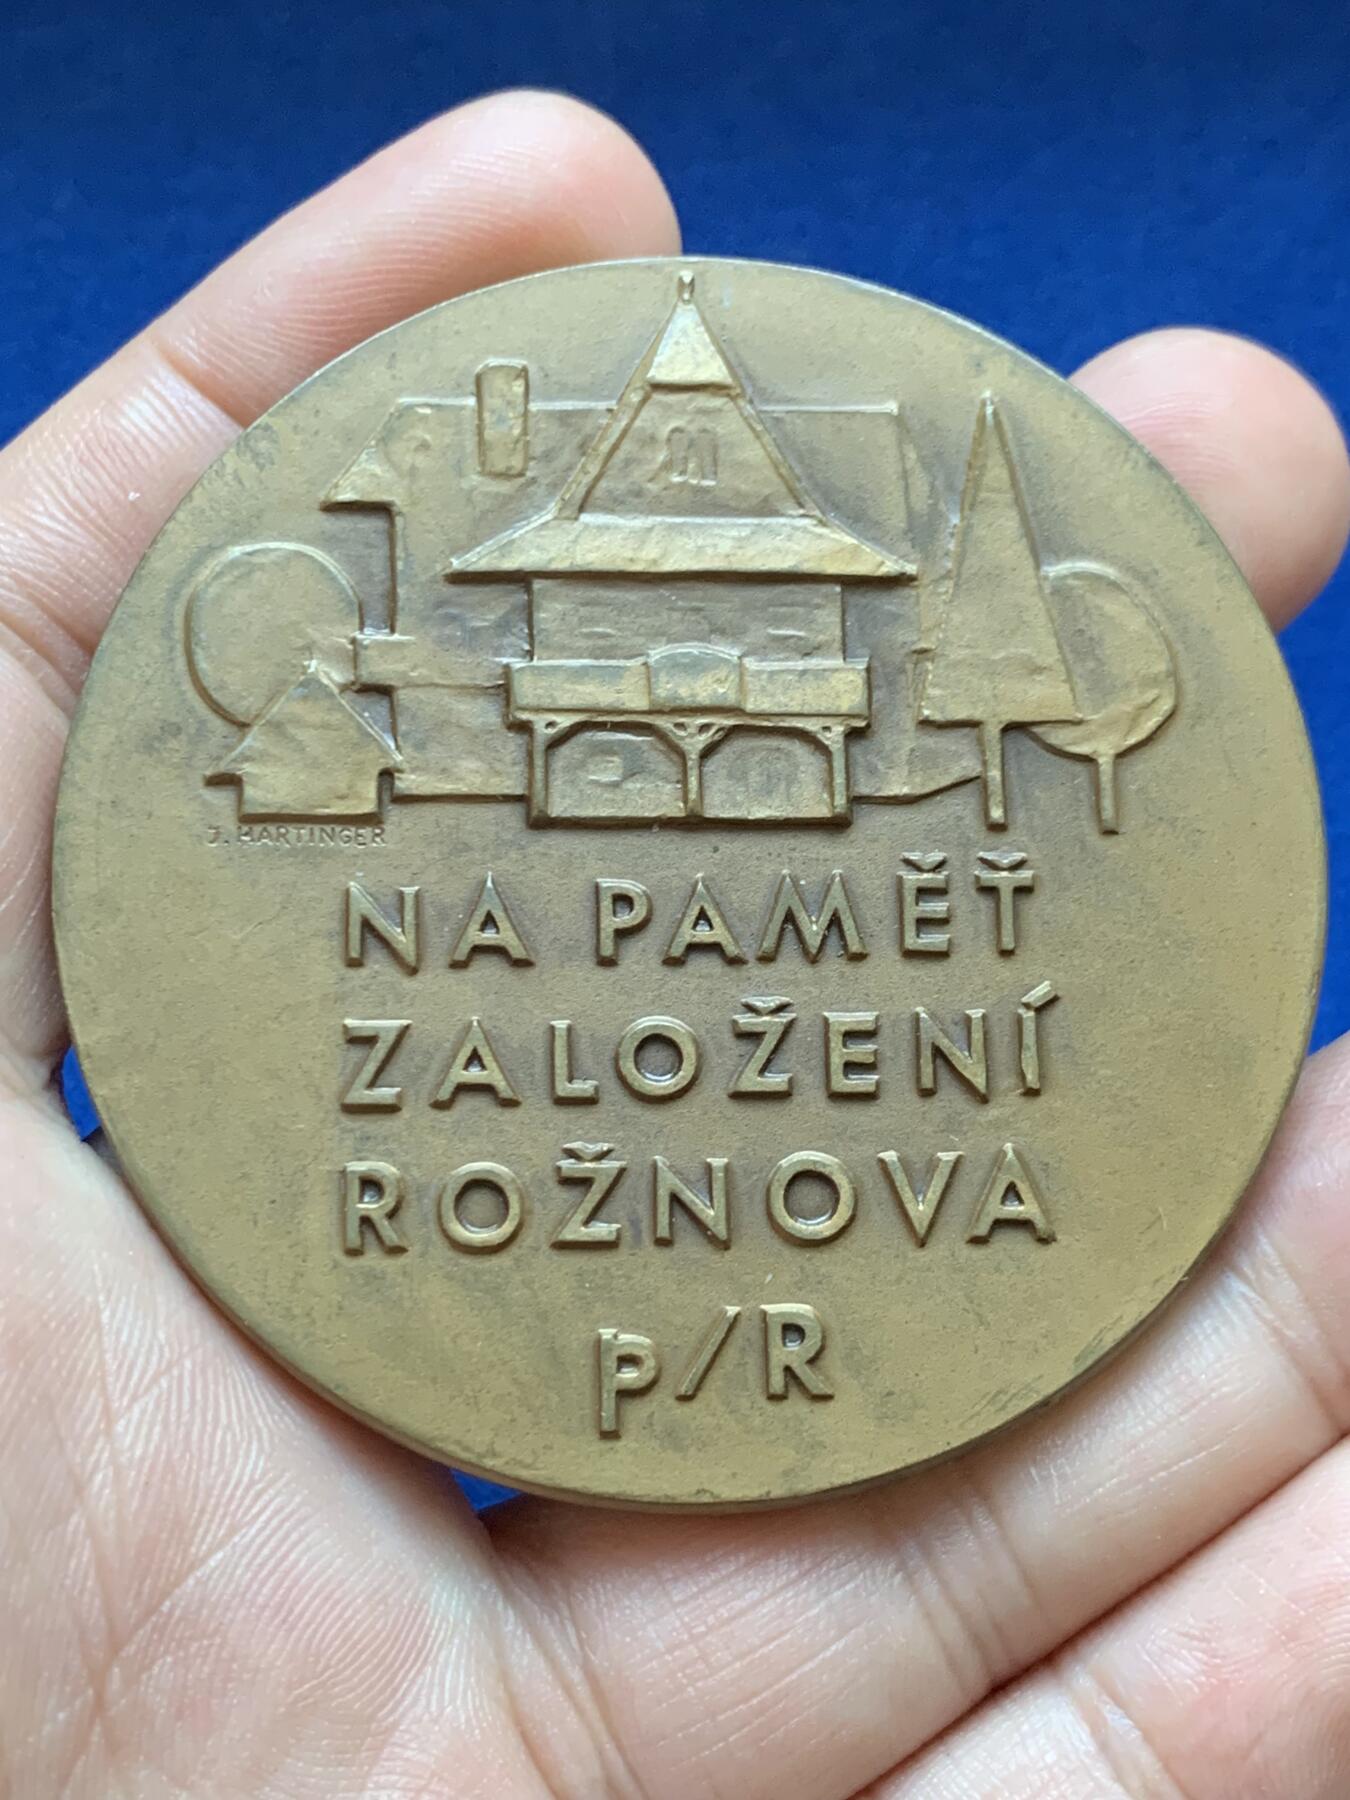 J. HARTINGER
NA PAMĚŤ
ZALOŽENÍ
ROŽNOVA
p/R